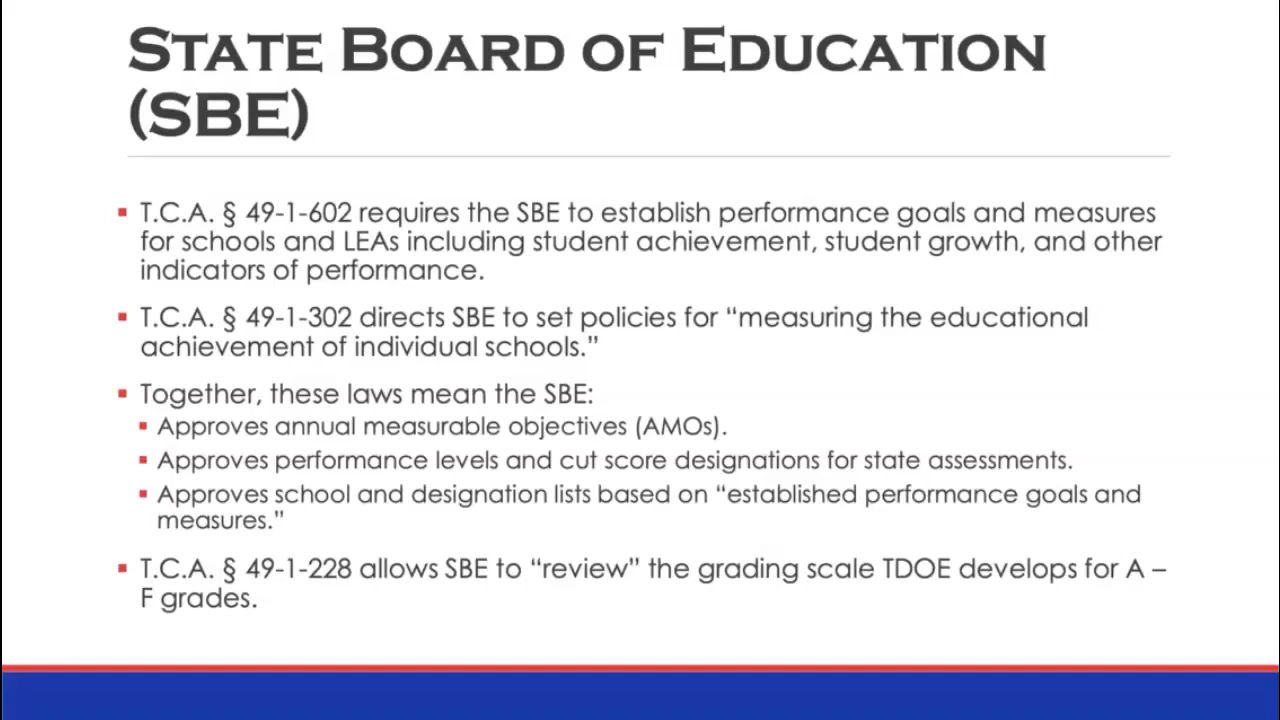 STATE BOARD OF EDUCATION
(SBE)
▪ T.C.A. § 49-1-602 requires the SBE to establish performance goals and measures
for schools and LEAs including student achievement, student growth, and other
indicators of performance.
▪ T.C.A. § 49-1-302 directs SBE to set policies for “measuring the educational
achievement of individual schools.”
▪ Together, these laws mean the SBE:
▪ Approves annual measurable objectives (AMOs).
▪ Approves performance levels and cut score designations for state assessments.
▪ Approves school and designation lists based on “established performance goals and
measures.”
▪ T.C.A. § 49-1-228 allows SBE to “review” the grading scale TDOE develops for A –
F grades.